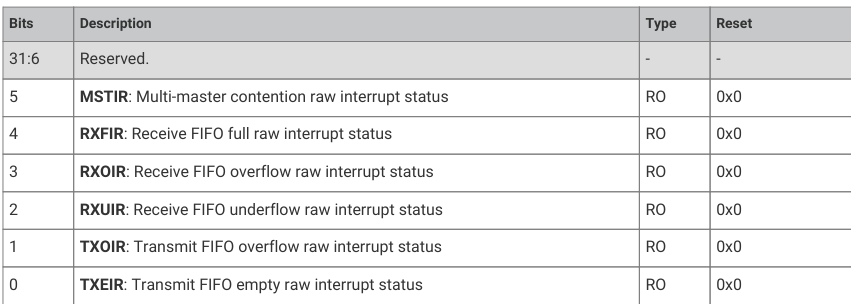 Bits Description Type Reset
31:6 Reserved. - -
5 MSTIR: Multi-master contention raw interrupt status RO 0x0
4 RXFIR: Receive FIFO full raw interrupt status RO 0x0
3 RXOIR: Receive FIFO overflow raw interrupt status RO 0x0
2 RXUIR: Receive FIFO underflow raw interrupt status RO 0x0
1 TXOIR: Transmit FIFO overflow raw interrupt status RO 0x0
0 TXEIR: Transmit FIFO empty raw interrupt status RO 0x0